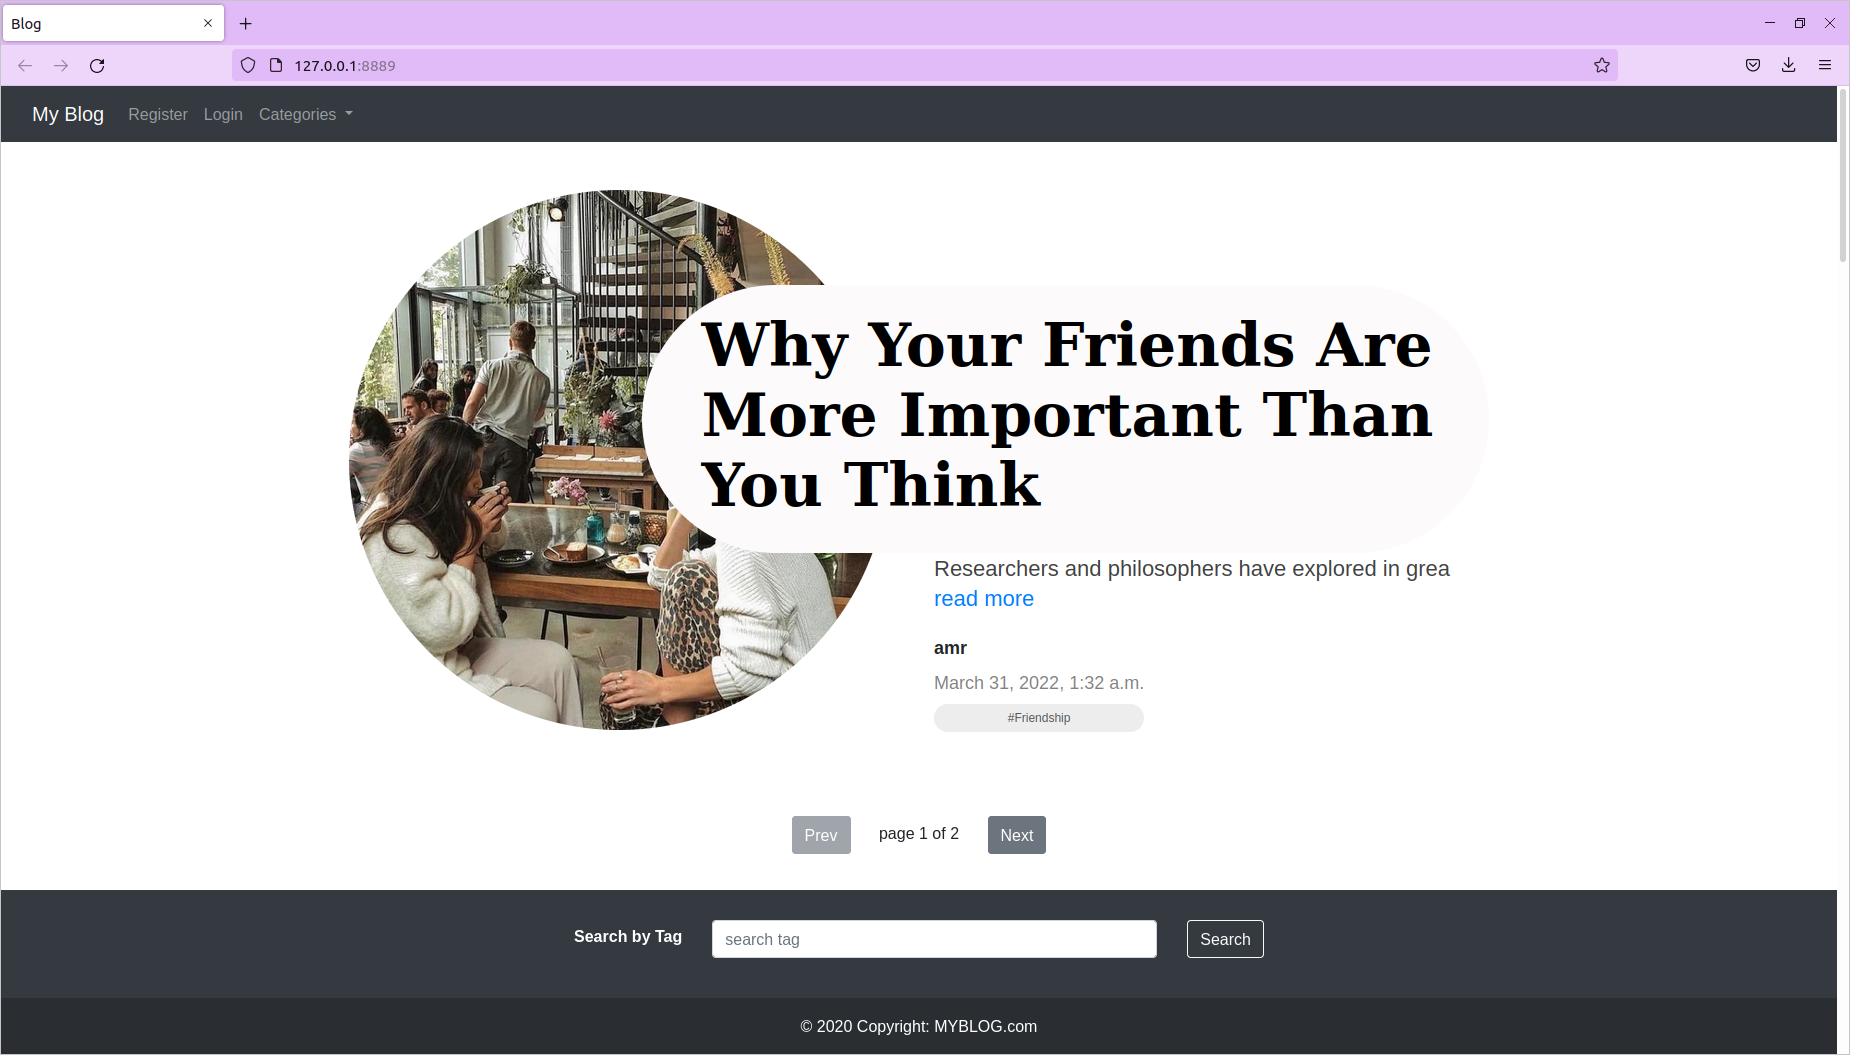 Blog
127.0.0.1:8889
My Blog Register Login Categories
Why Your Friends Are
More Important Than
You Think
Researchers and philosophers have explored in grea
read more
amr
March 31, 2022, 1:32 a.m.
#Friendship
Prev page 1 of 2 Next
Search by Tag search tag Search
© 2020 Copyright: MYBLOG.com